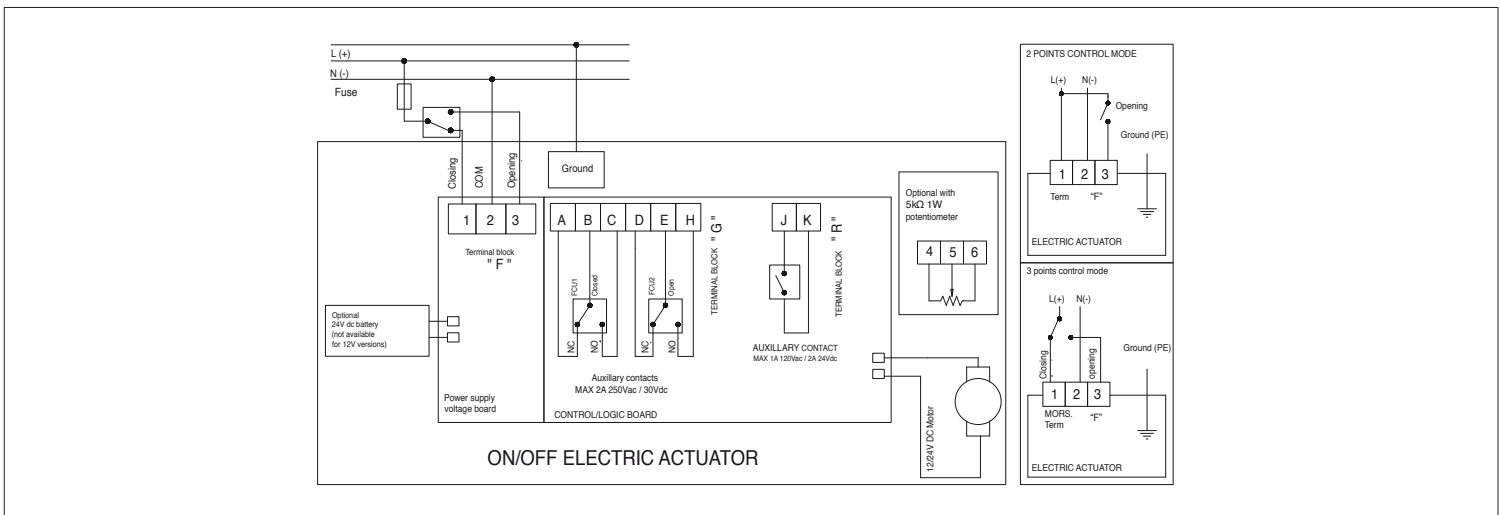 L (+)
N (-)
Fuse
Closing
COM
Opening
Ground
1 2 3
Terminal block
" F "
Optional
24V dc battery
(not available
for 12V versions)
Power supply
voltage board
A B C D E H
TERMINAL BLOCK " G "
FCU1
Closed
FCU2
Open
NC
NO
NC
NO
Auxillary contacts
MAX 2A 250Vac / 30Vdc
CONTROL/LOGIC BOARD
J K
TERMINAL BLOCK " R "
AUXILLARY CONTACT
MAX 1A 120Vac / 2A 24Vdc
Optional with
5kΩ 1W
potentiometer
4 5 6
12/24V DC Motor
ON/OFF ELECTRIC ACTUATOR
2 POINTS CONTROL MODE
L(+) N(-)
Opening
Ground (PE)
1 2 3
Term "F"
ELECTRIC ACTUATOR
3 points control mode
L(+) N(-)
Ground (PE)
Closing
opening
1 2 3
MORS.
Term "F"
ELECTRIC ACTUATOR